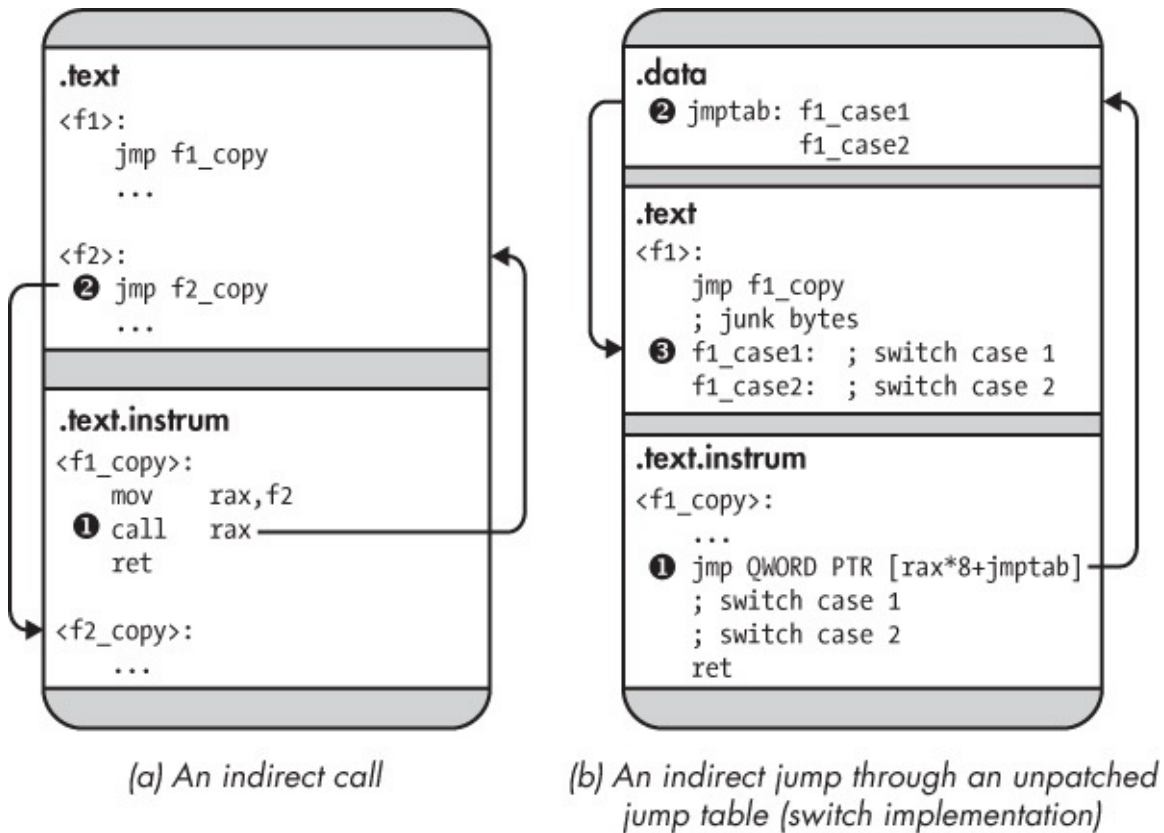 .text
<f1>:
jmp f1_copy
...
<f2>:
❷ jmp f2_copy
...
.text.instrum
<f1_copy>:
mov rax,f2
❶ call rax
ret
<f2_copy>:
...
(a) An indirect call
.data
❷ jmptab: f1_case1
f1_case2
.text
<f1>:
jmp f1_copy
; junk bytes
❸ f1_case1: ; switch case 1
f1_case2: ; switch case 2
.text.instrum
<f1_copy>:
...
❶ jmp QWORD PTR [rax*8+jmptab]
; switch case 1
; switch case 2
ret
(b) An indirect jump through an unpatched
jump table (switch implementation)